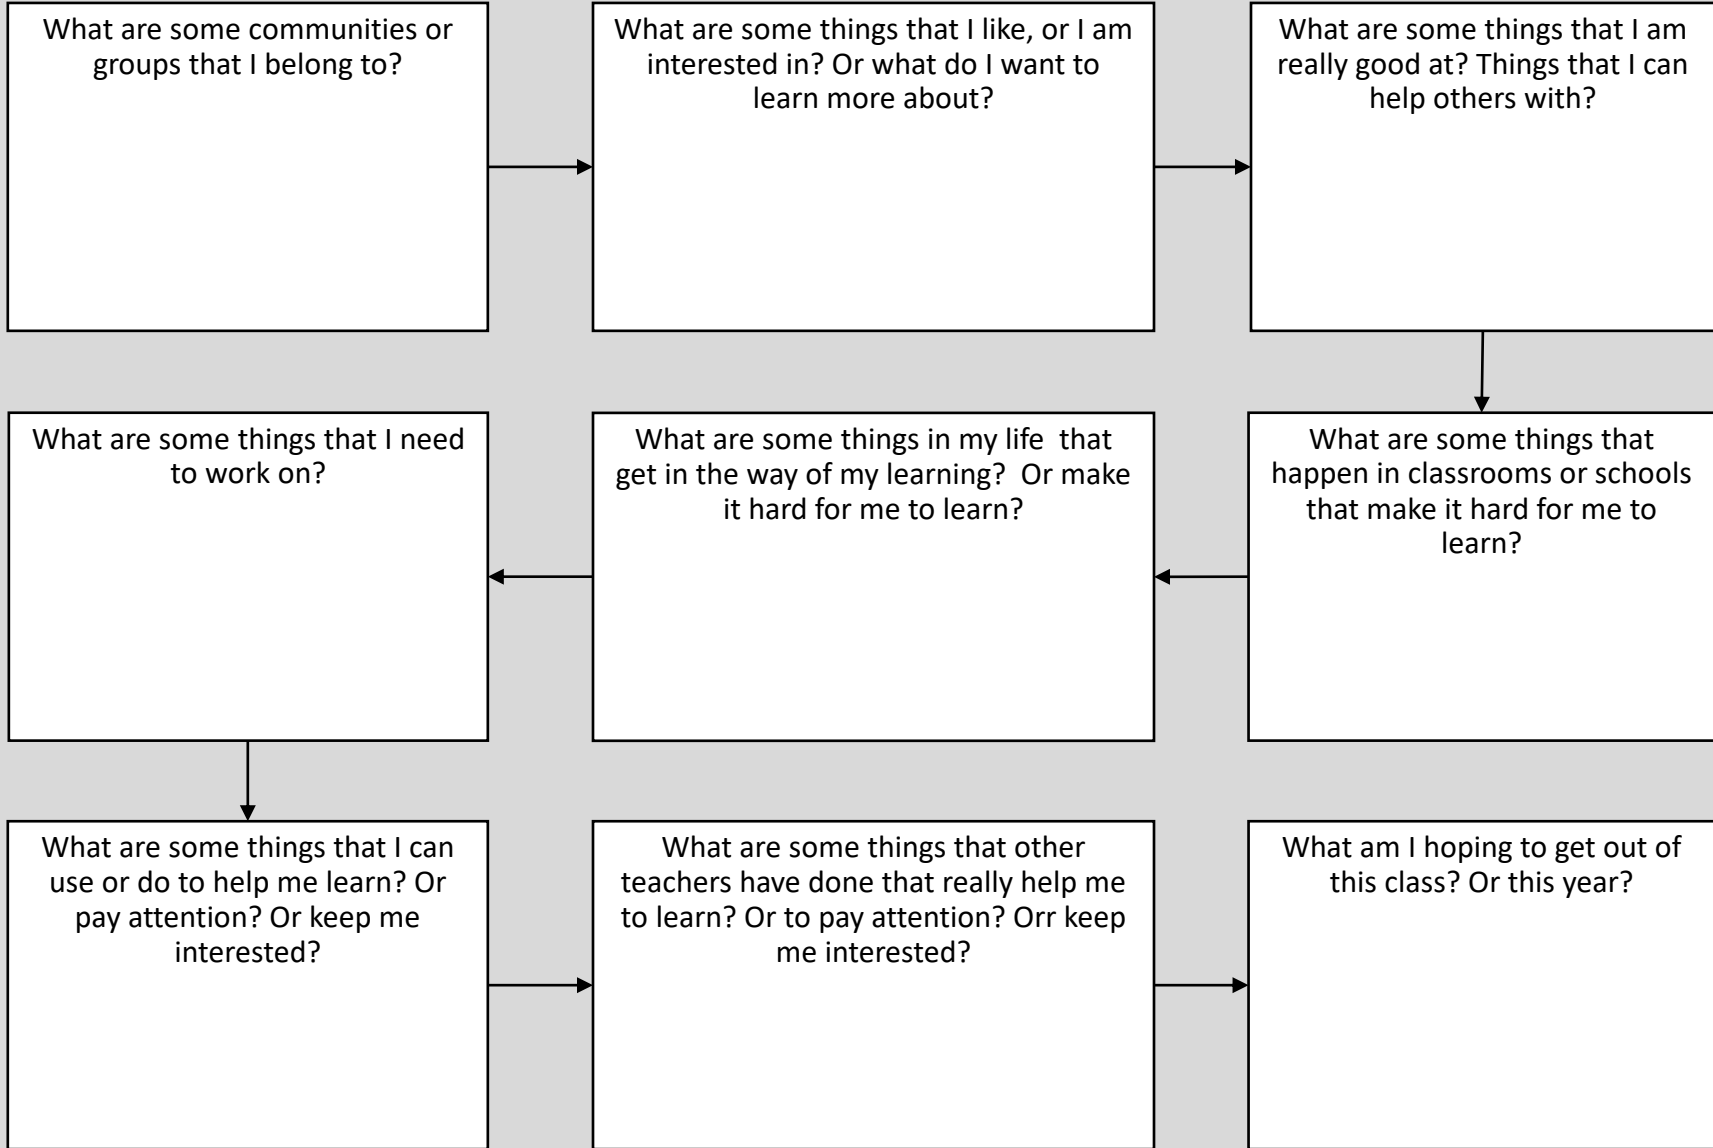 What are some communities or
groups that I belong to?
What are some things that I like, or I am
interested in? Or what do I want to
learn more about?
What are some things that I am
really good at? Things that I can
help others with?
What are some things that
happen in classrooms or schools
that make it hard for me to
learn?
What are some things in my life  that
get in the way of my learning?  Or make
it hard for me to learn?
What are some things that I need
to work on?
What are some things that I can
use or do to help me learn? Or
pay attention? Or keep me
interested?
What are some things that other
teachers have done that really help me
to learn? Or to pay attention? Orr keep
me interested?
What am I hoping to get out of
this class? Or this year?